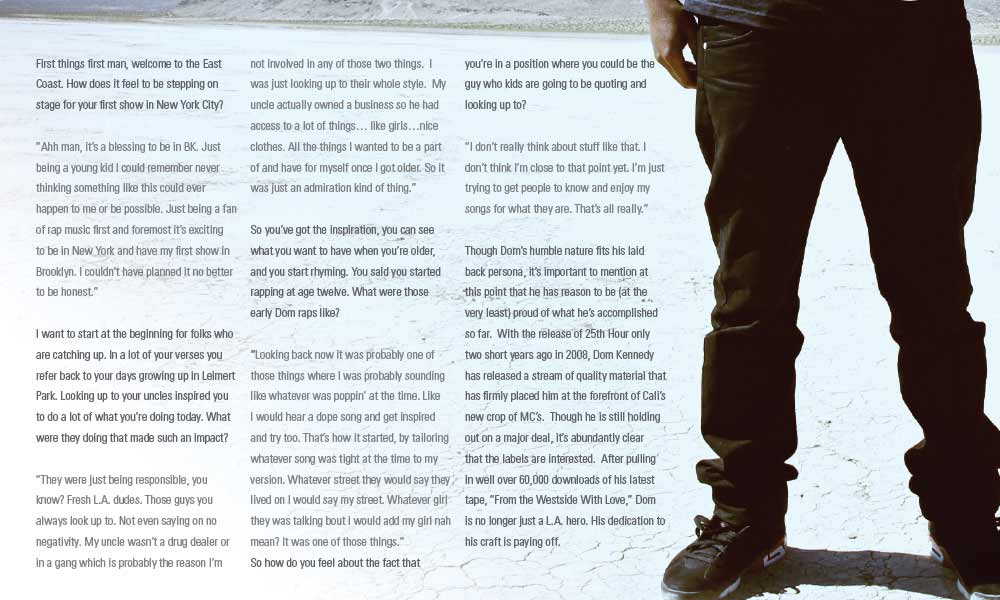 First things first man, welcome to the East
Coast. How does it feel to be stepping on
stage for your first show in New York City?
"Ahh man, it's a blessing to be in BK. Just
being a young kid I could remember never
thinking something like this could ever
happen to me or be possible. Just being a fan
of rap music first and foremost it's exciting
to be in New York and have my first show in
Brooklyn. I couldn't have planned it no better
to be honest."
I want to start at the beginning for folks who
are catching up. In a lot of your verses you
refer back to your days growing up in Leimert
Park. Looking up to your uncles inspired you
to do a lot of what you're doing today. What
were they doing that made such an impact?
"They were just being responsible, you
know? Fresh L.A. dudes. Those guys you
always look up to. Not even saying on no
negativity. My uncle wasn't a drug dealer or
in a gang which is probably the reason I'm
not involved in any of those two things.  I
was just looking up to their whole style.  My
uncle actually owned a business so he had
access to a lot of things… like girls…nice
clothes. All the things I wanted to be a part
of and have for myself once I got older. So it
was just an admiration kind of thing."
So you've got the inspiration, you can see
what you want to have when you're older,
and you start rhyming. You said you started
rapping at age twelve. What were those
early Dom raps like?
"Looking back now it was probably one of
those things where I was probably sounding
like whatever was poppin' at the time. Like
I would hear a dope song and get inspired
and try too. That's how it started, by tailoring
whatever song was tight at the time to my
version. Whatever street they would say they
lived on I would say my street. Whatever girl
they was talking bout I would add my girl nah
mean? It was one of those things."
So how do you feel about the fact that
you're in a position where you could be the
guy who kids are going to be quoting and
looking up to?
"I don't really think about stuff like that. I
don't think I'm close to that point yet. I'm just
trying to get people to know and enjoy my
songs for what they are. That's all really."
Though Dom's humble nature fits his laid
back persona, it's important to mention at
this point that he has reason to be (at the
very least) proud of what he's accomplished
so far.  With the release of 25th Hour only
two short years ago in 2008, Dom Kennedy
has released a stream of quality material that
has firmly placed him at the forefront of Cali's
new crop of MC's.  Though he is still holding
out on a major deal, it's abundantly clear
that the labels are interested.  After pulling
in well over 60,000 downloads of his latest
tape, "From the Westside With Love," Dom
is no longer just a L.A. hero. His dedication to
his craft is paying off.